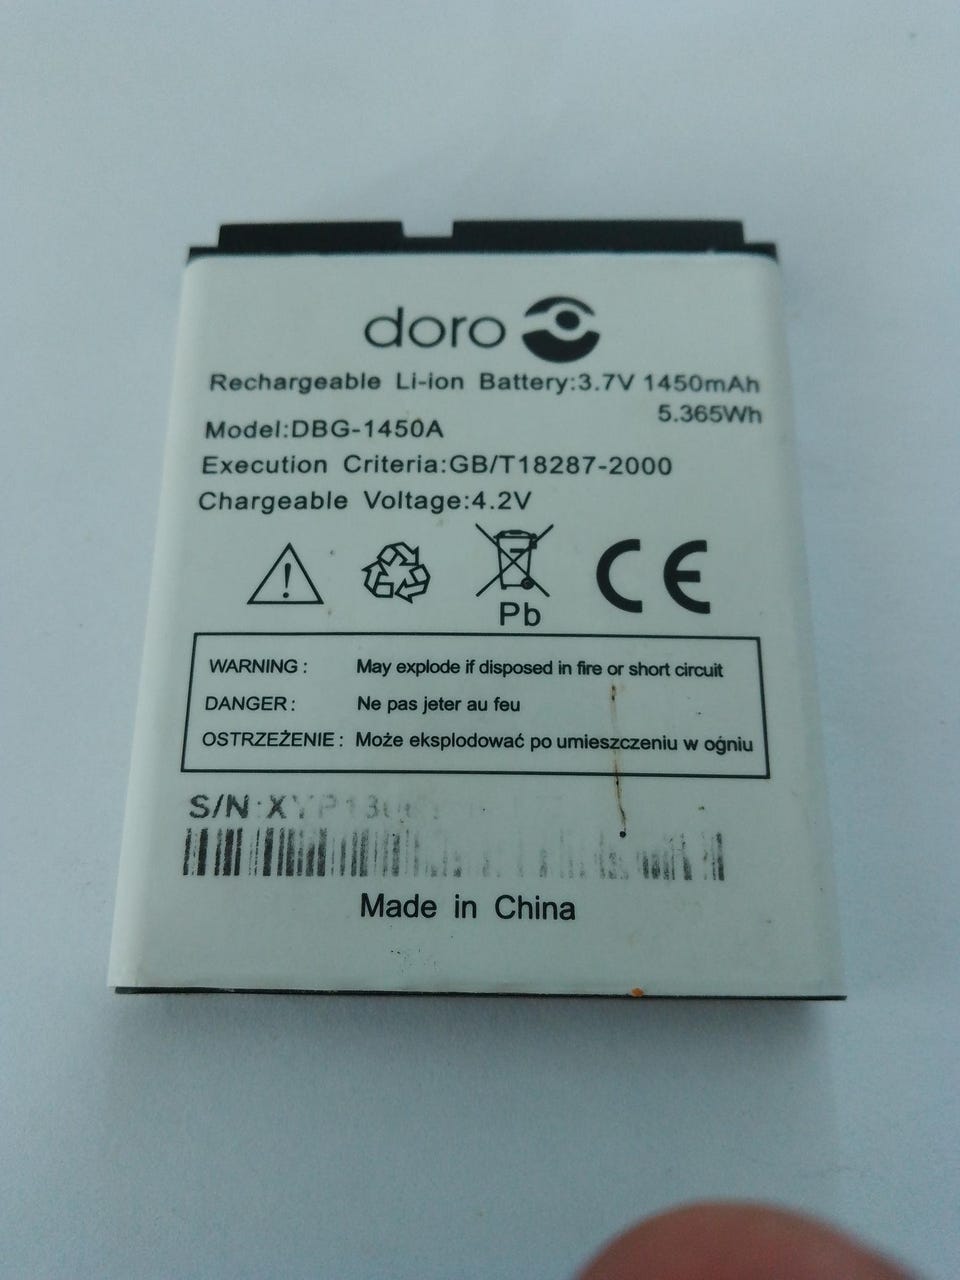 doro
Rechargeable Li-ion Battery:3.7V 1450mAh
5.365Wh
Model:DBG-1450A
Execution Criteria:GB/T18287-2000
Chargeable Voltage:4.2V
Pb
CE
WARNING : May explode if disposed in fire or short circuit
DANGER : Ne pas jeter au feu
OSTRZEŻENIE : Może eksplodować po umieszczeniu w ogniu
S/N:
Made in China